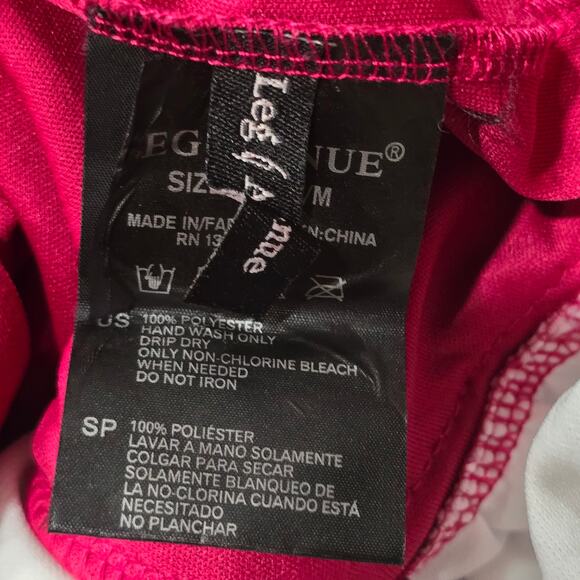 Leg Avenue
EG NUE®
SIZ /M
MADE IN/FA N:CHINA
RN 13
US 100% POLYESTER
HAND WASH ONLY
DRIP DRY
ONLY NON-CHLORINE BLEACH
WHEN NEEDED
DO NOT IRON
SP 100% POLIÉSTER
LAVAR A MANO SOLAMENTE
COLGAR PARA SECAR
SOLAMENTE BLANQUEO DE
LA NO-CLORINA CUANDO ESTÁ
NECESITADO
NO PLANCHAR